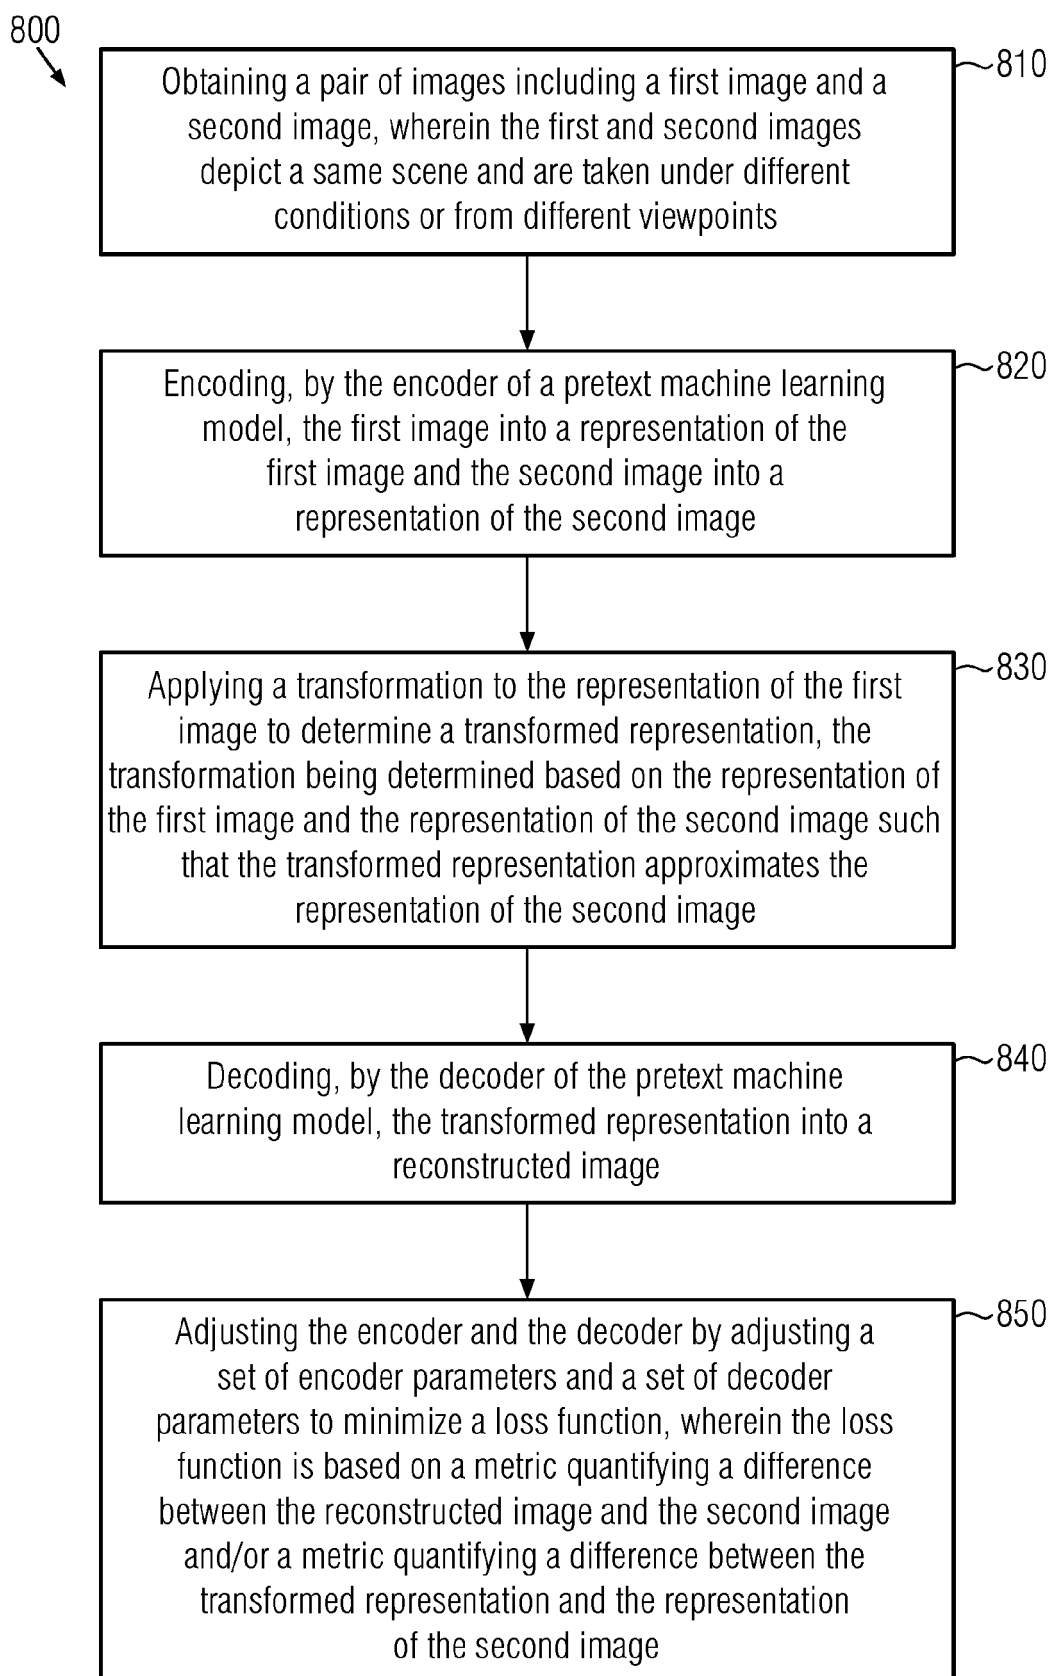 800
810
Obtaining a pair of images including a first image and a
second image, wherein the first and second images
depict a same scene and are taken under different
conditions or from different viewpoints
820
Encoding, by the encoder of a pretext machine learning
model, the first image into a representation of the
first image and the second image into a
representation of the second image
830
Applying a transformation to the representation of the first
image to determine a transformed representation, the
transformation being determined based on the representation of
the first image and the representation of the second image such
that the transformed representation approximates the
representation of the second image
840
Decoding, by the decoder of the pretext machine
learning model, the transformed representation into a
reconstructed image
850
Adjusting the encoder and the decoder by adjusting a
set of encoder parameters and a set of decoder
parameters to minimize a loss function, wherein the loss
function is based on a metric quantifying a difference
between the reconstructed image and the second image
and/or a metric quantifying a difference between the
transformed representation and the representation
of the second image